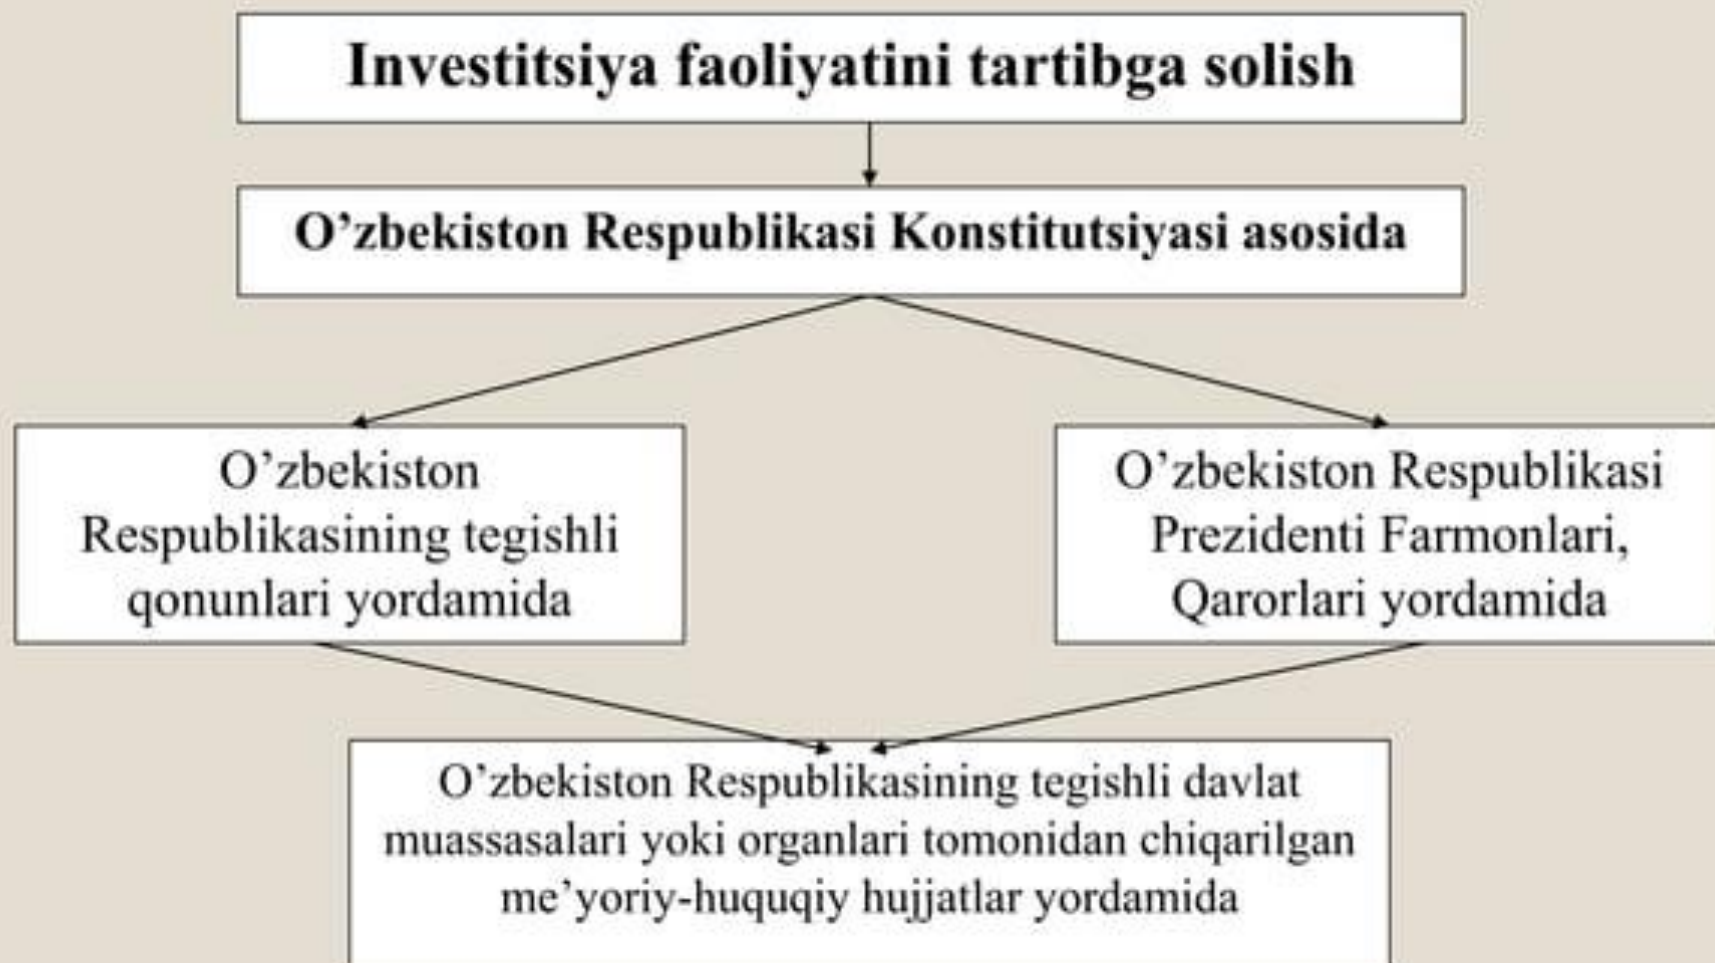 Investitsiya faoliyatini tartibga solish
O’zbekiston Respublikasi Konstitutsiyasi asosida
O’zbekiston
Respublikasining tegishli
qonunlari yordamida
O’zbekiston Respublikasi
Prezidenti Farmonlari,
Qarorlari yordamida
O’zbekiston Respublikasining tegishli davlat
muassasalari yoki organlari tomonidan chiqarilgan
me’yoriy-huquqiy hujjatlar yordamida